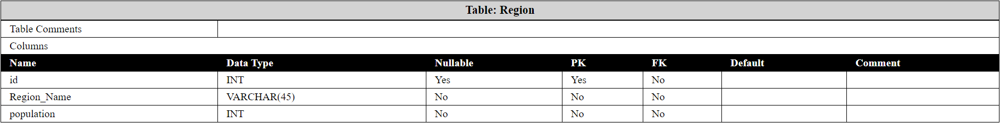 Table: Region
Table Comments
Columns
Name Data Type Nullable PK FK Default Comment
id INT Yes Yes No
Region_Name VARCHAR(45) No No No
population INT No No No